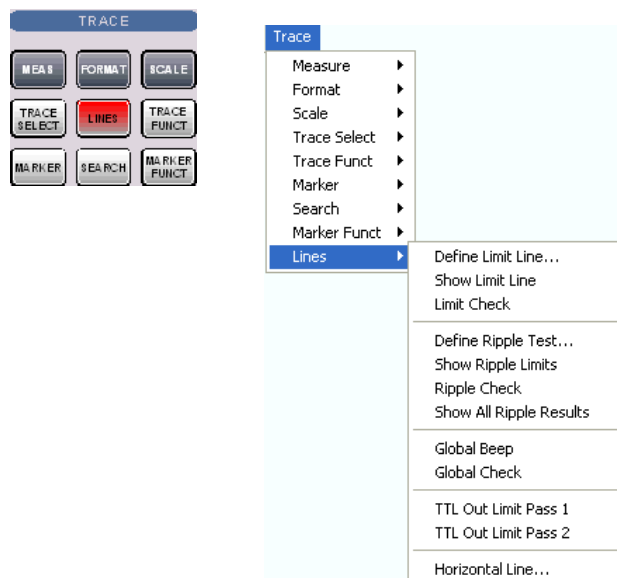 TRACE
MEAS
FORMAT
SCALE
TRACE
SELECT
LINES
TRACE
FUNCT
MARKER
SEARCH
MARKER
FUNCT
Trace
Measure
Format
Scale
Trace Select
Trace Funct
Marker
Search
Marker Funct
Lines
Define Limit Line...
Show Limit Line
Limit Check
Define Ripple Test...
Show Ripple Limits
Ripple Check
Show All Ripple Results
Global Beep
Global Check
TTL Out Limit Pass 1
TTL Out Limit Pass 2
Horizontal Line...